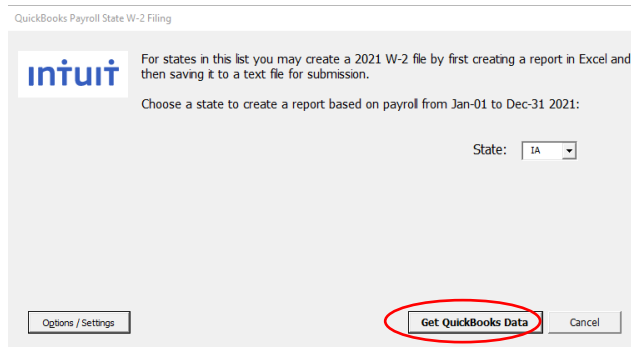 QuickBooks Payroll State W-2 Filing
intuit
For states in this list you may create a 2021 W-2 file by first creating a report in Excel and
then saving it to a text file for submission.
Choose a state to create a report based on payroll from Jan-01 to Dec-31 2021:
State: IA
Options / Settings Get QuickBooks Data Cancel